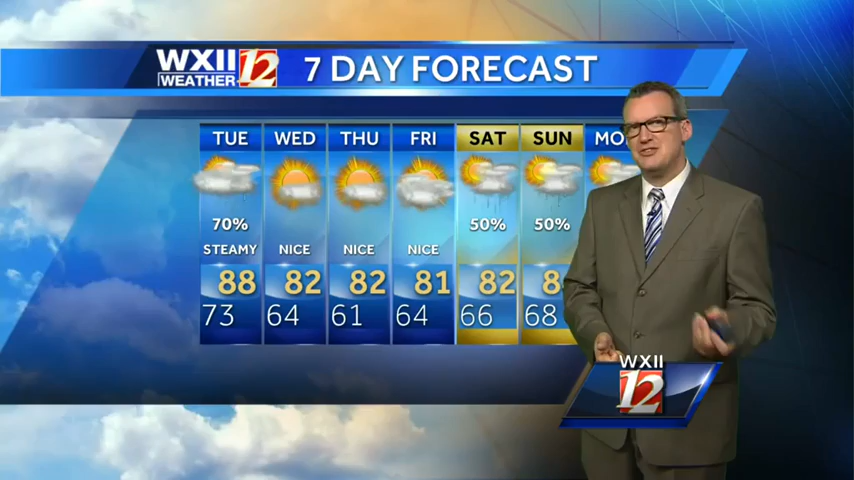 WXII 12
WEATHER
7 DAY FORECAST
TUE WED THU FRI SAT SUN
70% 50% 50%
STEAMY NICE NICE NICE
88 82 82 81 82
73 64 61 64 66 68
WXII
12